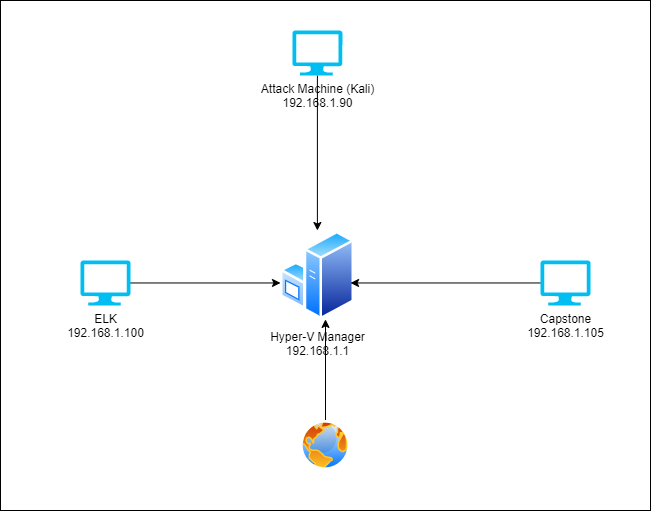 Attack Machine (Kali)
192.168.1.90
ELK
192.168.1.100
Hyper-V Manager
192.168.1.1
Capstone
192.168.1.105